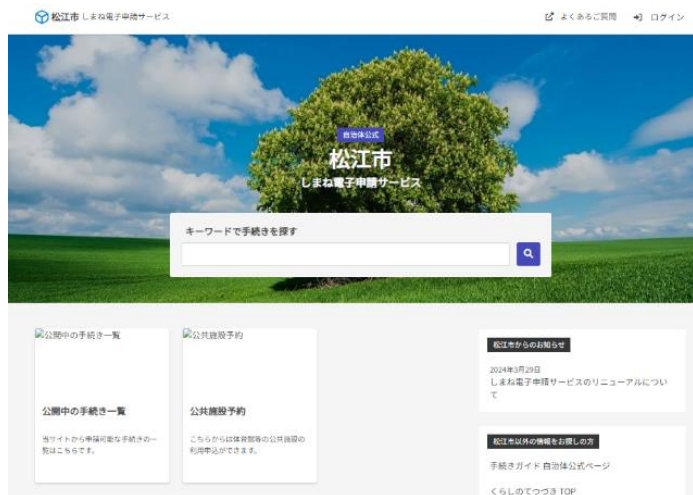 松江市 しまね電子申請サービス
よくあるご質問
ログイン
自治体公式
松江市
しまね電子申請サービス
キーワードで手続きを探す
公開中の手続き一覧
公開中の手続き一覧
当サイトから申請可能な手続きの一
覧はこちらです。
公共施設予約
公共施設予約
こちらからは体育館等の公共施設の
利用申込ができます。
松江市からのお知らせ
2024年3月29日
しまね電子申請サービスのリニューアルについ
て
松江市以外の情報をお探しの方
手続きガイド 自治体公式ページ
くらしのてつづき TOP